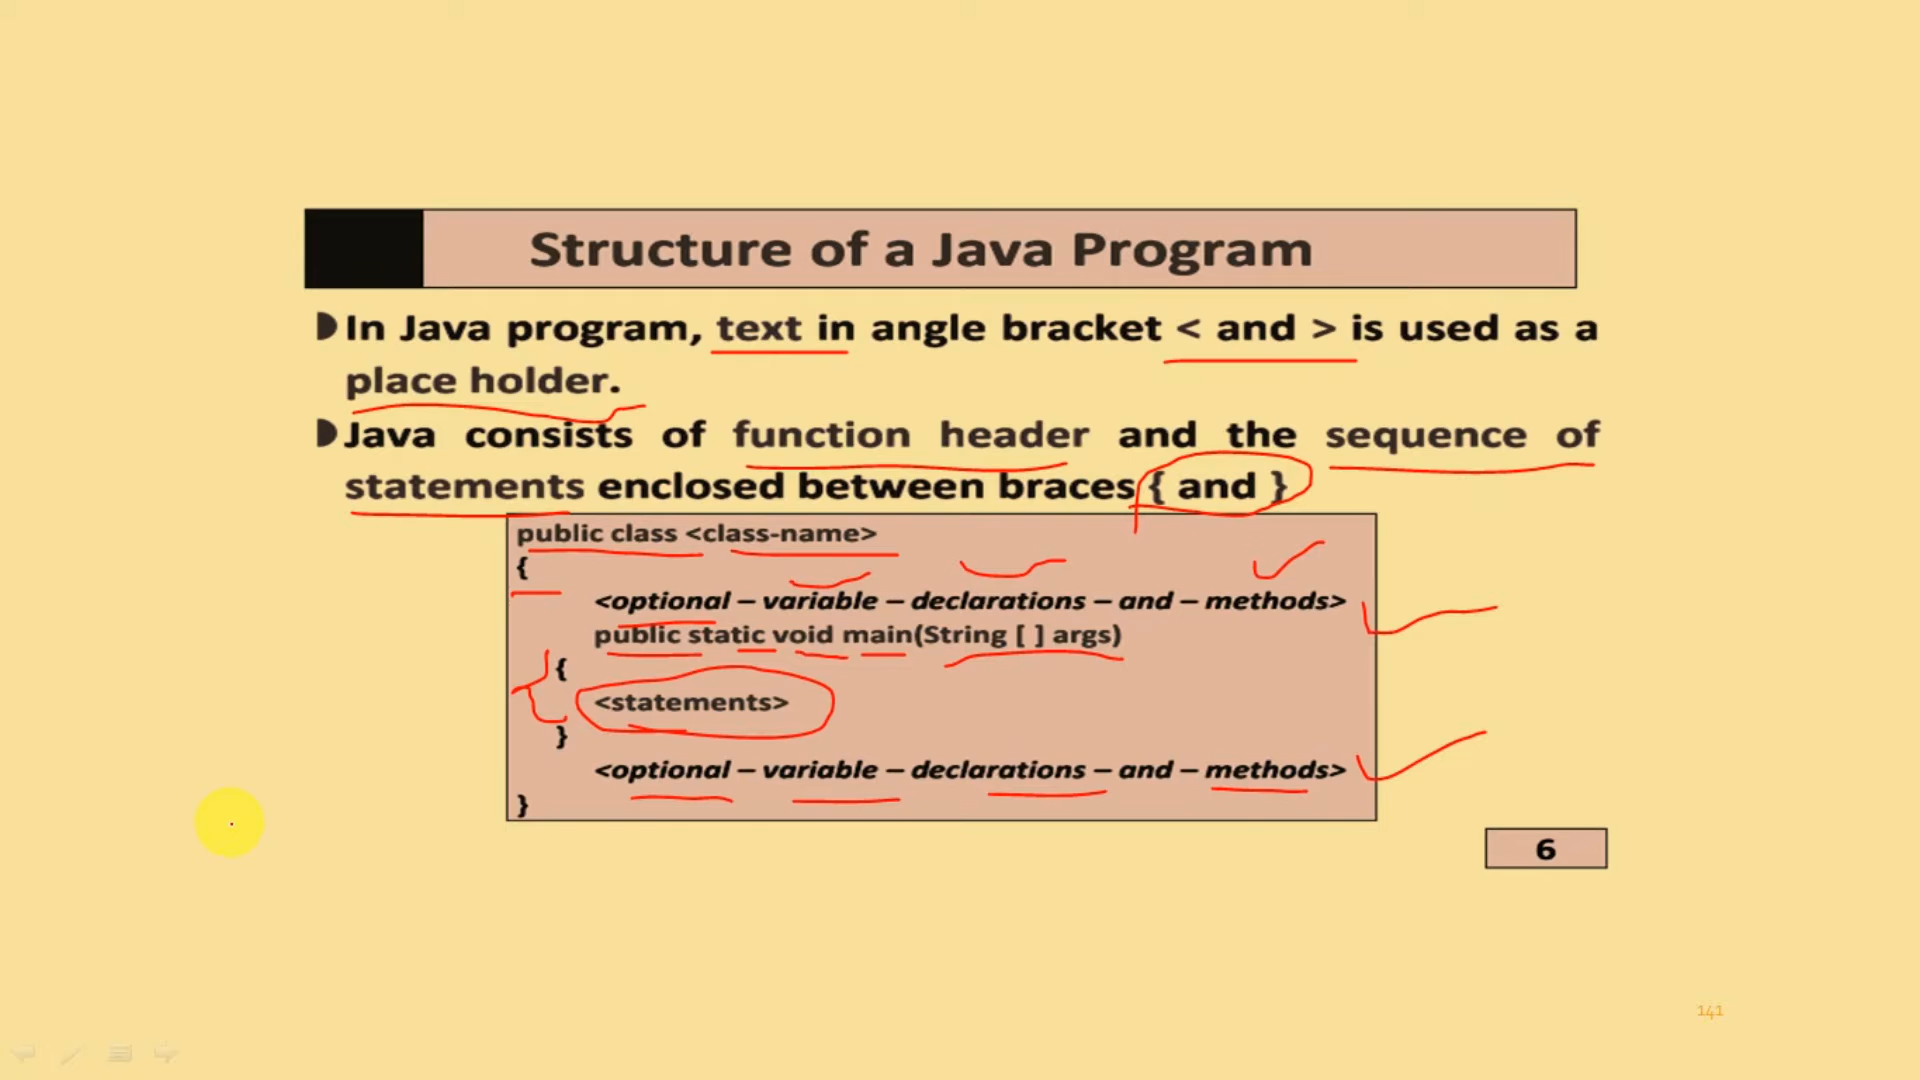 Structure of a Java Program
In Java program, text in angle bracket < and > is used as a
place holder.
Java consists of function header and the sequence of
statements enclosed between braces { and }
public class <class-name>
{
<optional – variable – declarations – and – methods>
public static void main(String [ ] args)
{
<statements>
}
<optional – variable – declarations – and – methods>
}
6
141